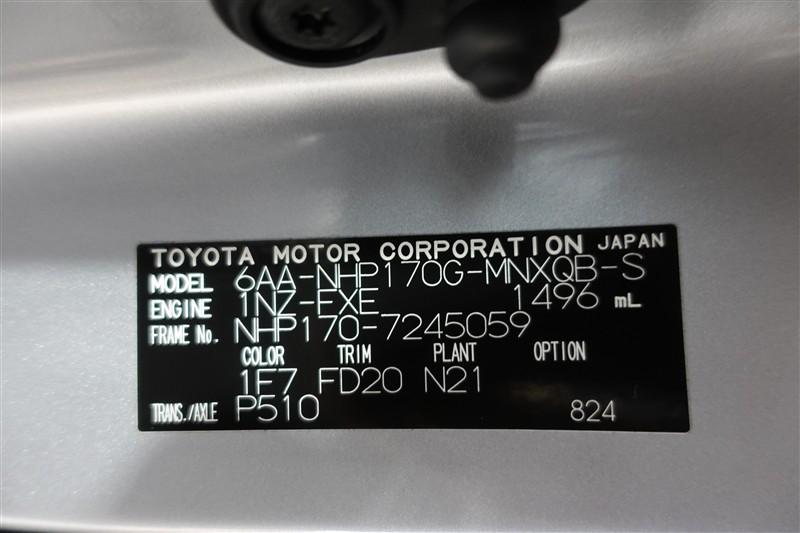 TOYOTA MOTOR CORPORATION JAPAN
MODEL 6AA-NHP170G-MNXQB-S
ENGINE 1NZ-FXE 1496 mL
FRAME No. NHP170-7245059
COLOR TRIM PLANT OPTION
1F7 FD20 N21
TRANS./AXLE P510 824